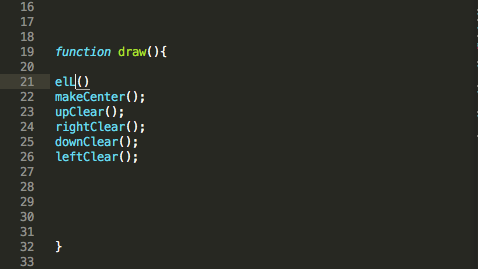 16
17
18
19 function draw(){
20
21 elL()
22 makeCenter();
23 upClear();
24 rightClear();
25 downClear();
26 leftClear();
27
28
29
30
31
32 }
33